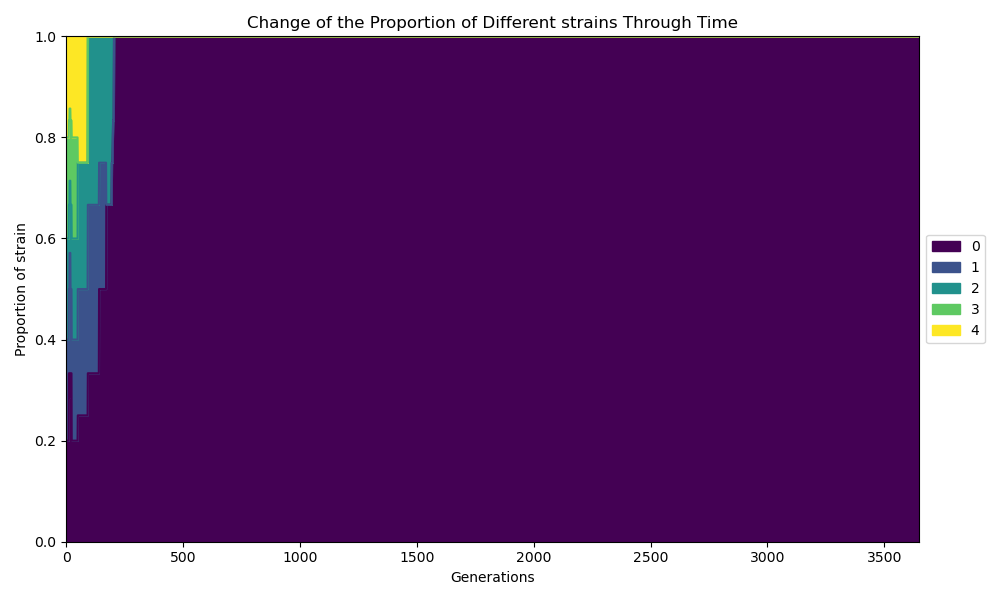 Change of the Proportion of Different strains Through Time
1.0
0.8
0.6
0.4
0.2
0.0
Proportion of strain
0 500 1000 1500 2000 2500 3000 3500
Generations
0
1
2
3
4